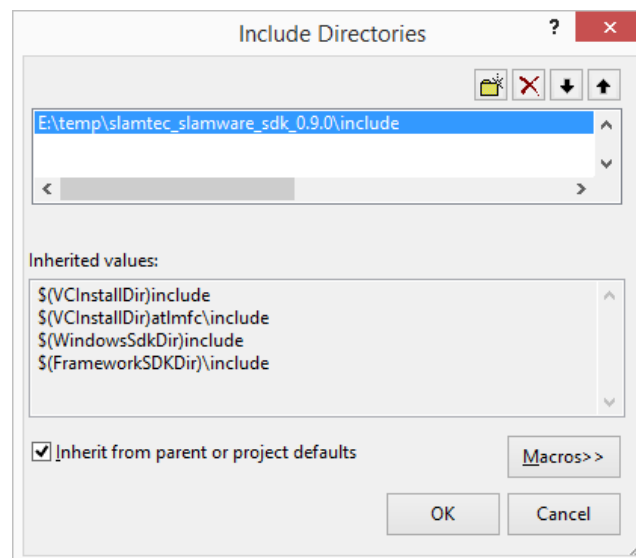 Include Directories
?
E:\temp\slamtec_slamware_sdk_0.9.0\include
Inherited values:
$(VCInstallDir)include
$(VCInstallDir)atlmfc\include
$(WindowsSdkDir)include
$(FrameworkSDKDir)\include
Inherit from parent or project defaults
Macros>>
OK
Cancel